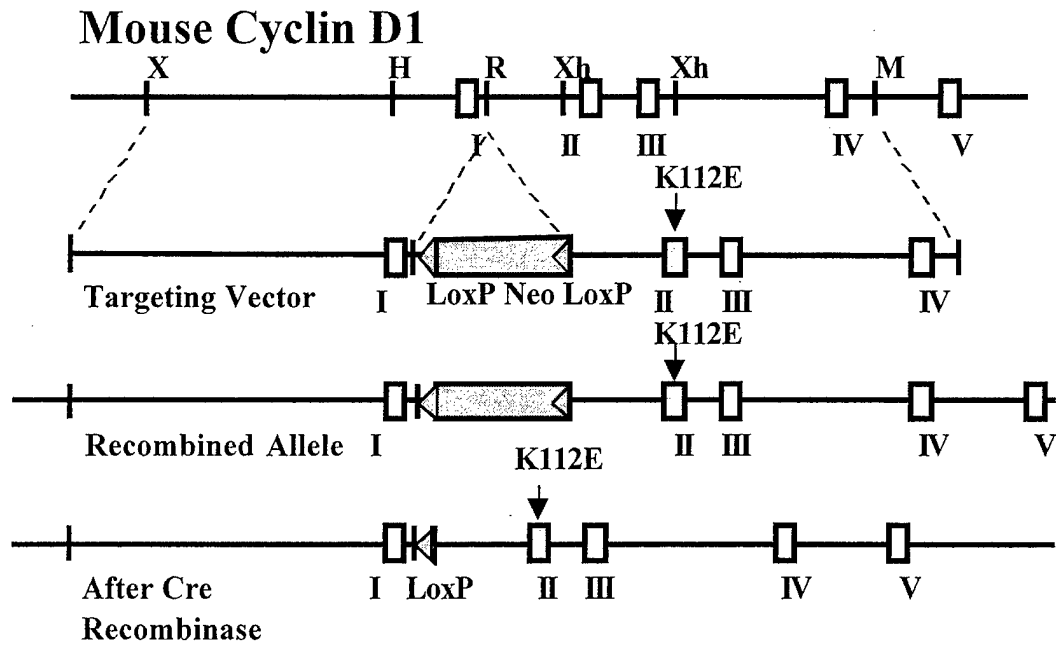 Mouse Cyclin D1
X H R Xh Xh M
I II III IV V
K112E
Targeting Vector I LoxP Neo LoxP II III IV
K112E
Recombined Allele I II III IV V
K112E
After Cre I LoxP II III IV V
Recombinase